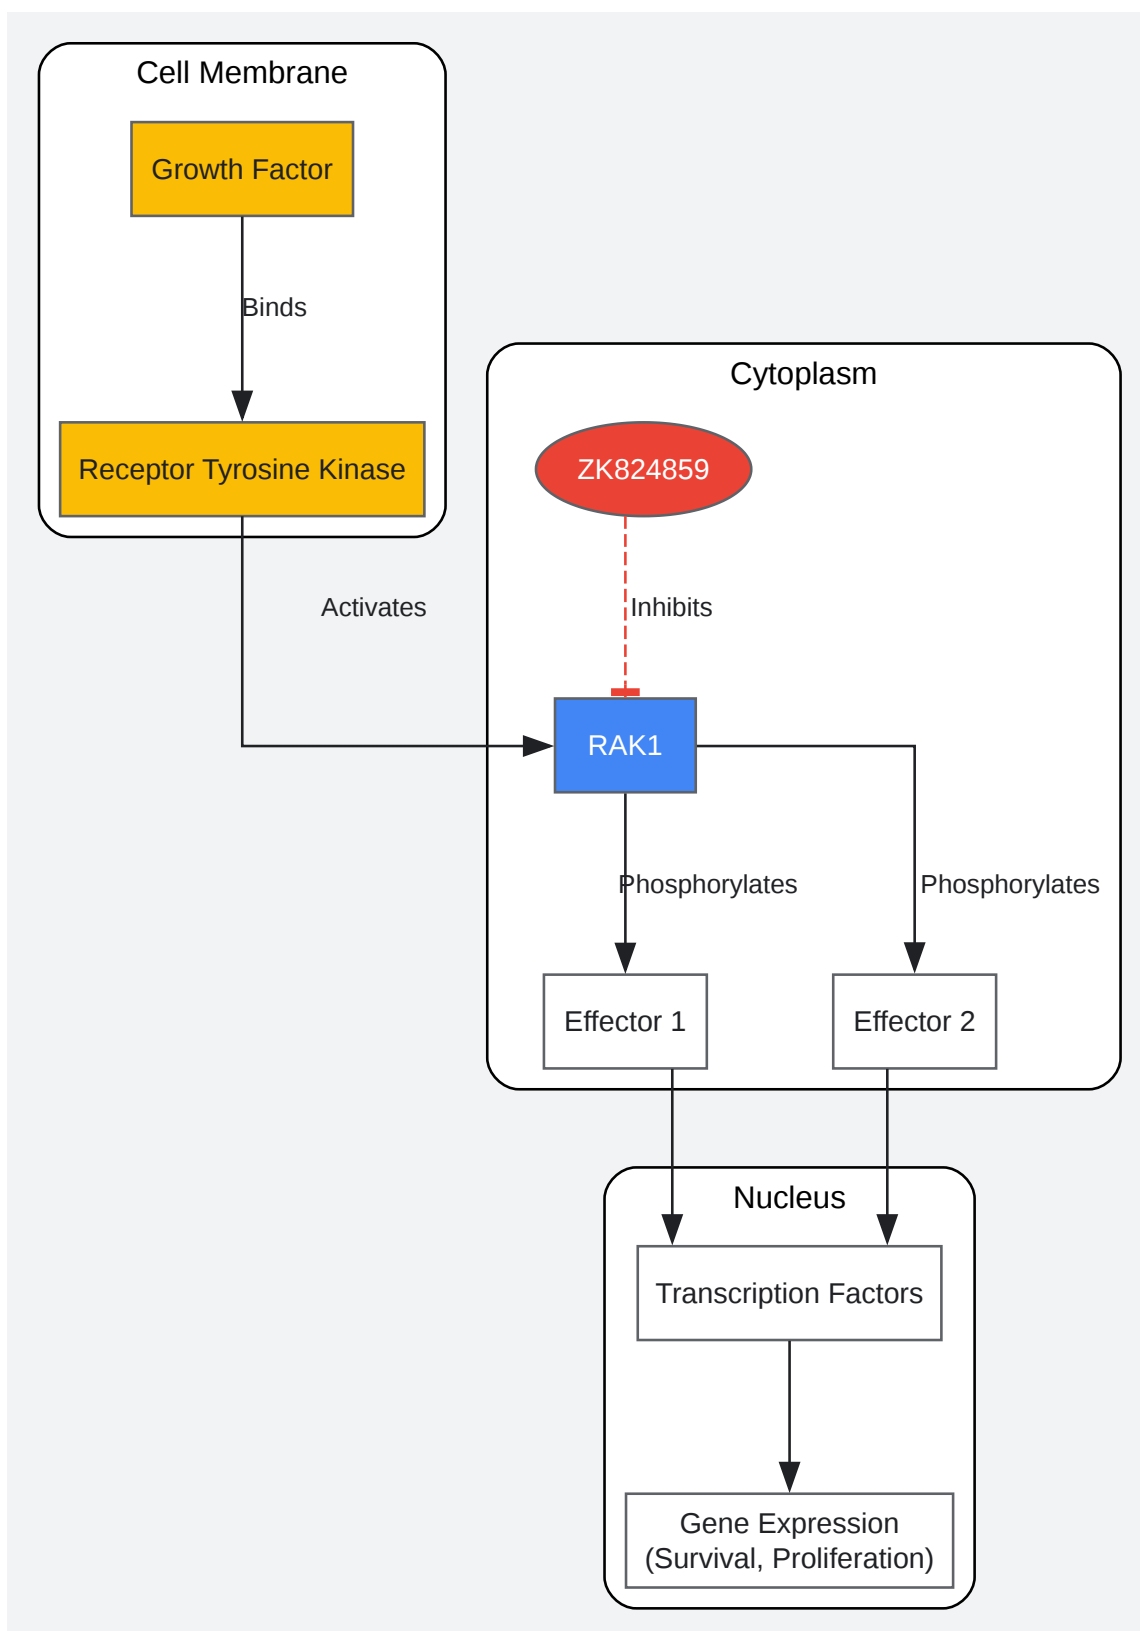 Cell Membrane
Growth Factor
Binds
Receptor Tyrosine Kinase
Activates
Cytoplasm
ZK824859
Inhibits
RAK1
Phosphorylates
Phosphorylates
Effector 1
Effector 2
Nucleus
Transcription Factors
Gene Expression
(Survival, Proliferation)